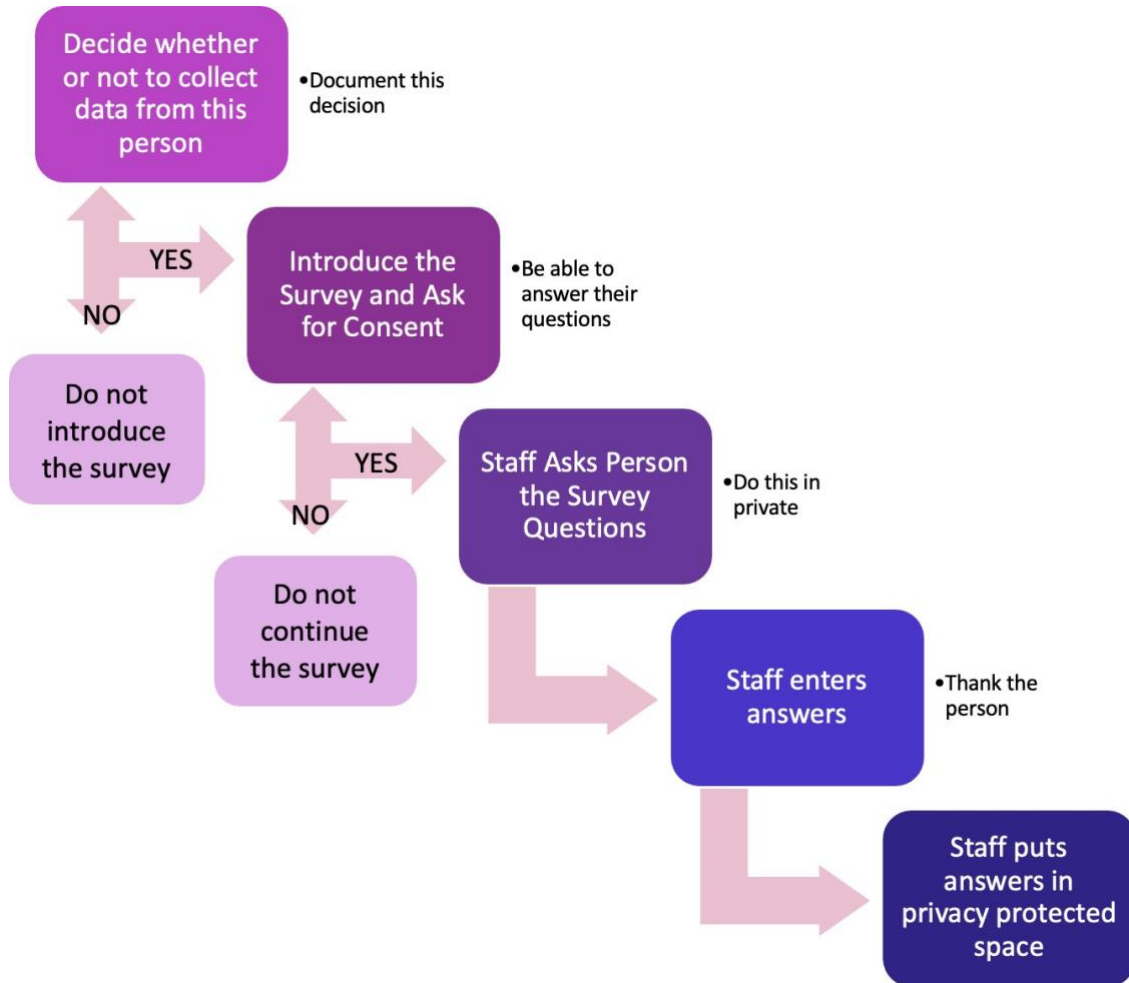 Decide whether
or not to collect
data from this
person
•Document this
decision
YES
NO
Introduce the
Survey and Ask
for Consent
•Be able to
answer their
questions
Do not
introduce
the survey
YES
NO
Staff Asks Person
the Survey
Questions
•Do this in
private
Do not
continue
the survey
Staff enters
answers
•Thank the
person
Staff puts
answers in
privacy protected
space